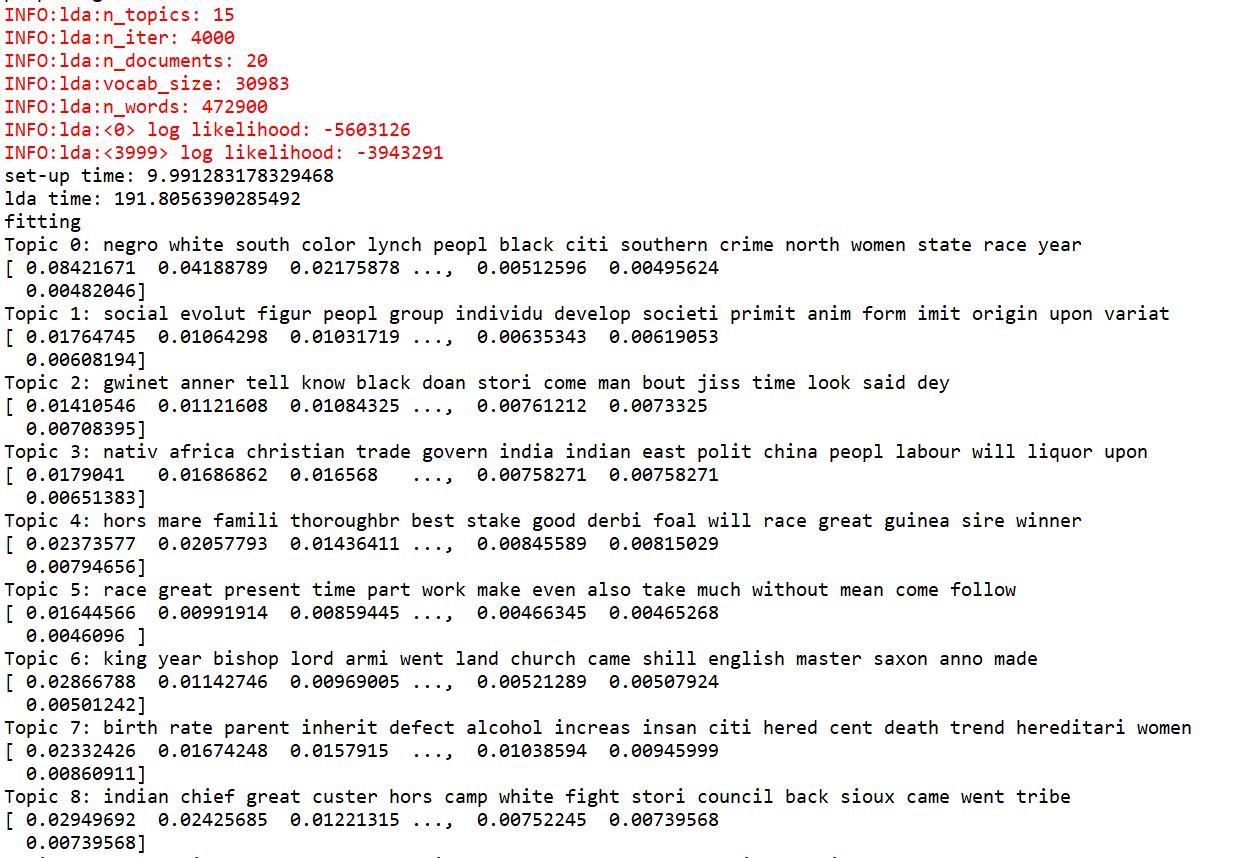 INFO:lda:n_topics: 15
INFO:lda:n_iter: 4000
INFO:lda:n_documents: 20
INFO:lda:vocab_size: 30983
INFO:lda:n_words: 472900
INFO:lda:<0> log likelihood: -5603126
INFO:lda:<3999> log likelihood: -3943291
set-up time: 9.991283178329468
lda time: 191.8056390285492
fitting
Topic 0: negro white south color lynch peopl black citi southern crime north women state race year
[ 0.08421671  0.04188789  0.02175878 ...,  0.00512596  0.00495624
  0.00482046]
Topic 1: social evolut figur peopl group individu develop societi primit anim form imit origin upon variat
[ 0.01764745  0.01064298  0.01031719 ...,  0.00635343  0.00619053
  0.00608194]
Topic 2: gwinet anner tell know black doan stori come man bout jiss time look said dey
[ 0.01410546  0.01121608  0.01084325 ...,  0.00761212  0.0073325
  0.00708395]
Topic 3: nativ africa christian trade govern india indian east polit china peopl labour will liquor upon
[ 0.0179041   0.01686862  0.016568   ...,  0.00758271  0.00758271
  0.00651383]
Topic 4: hors mare famili thoroughbr best stake good derbi foal will race great guinea sire winner
[ 0.02373577  0.02057793  0.01436411 ...,  0.00845589  0.00815029
  0.00794656]
Topic 5: race great present time part work make even also take much without mean come follow
[ 0.01644566  0.00991914  0.00859445 ...,  0.00466345  0.00465268
  0.0046096 ]
Topic 6: king year bishop lord armi went land church came shill english master saxon anno made
[ 0.02866788  0.01142746  0.00969005 ...,  0.00521289  0.00507924
  0.00501242]
Topic 7: birth rate parent inherit defect alcohol increas insan citi hered cent death trend hereditari women
[ 0.02332426  0.01674248  0.0157915  ...,  0.01038594  0.00945999
  0.00860911]
Topic 8: indian chief great custer hors camp white fight stori council back sioux came went tribe
[ 0.02949692  0.02425685  0.01221315 ...,  0.00752245  0.00739568
  0.00739568]